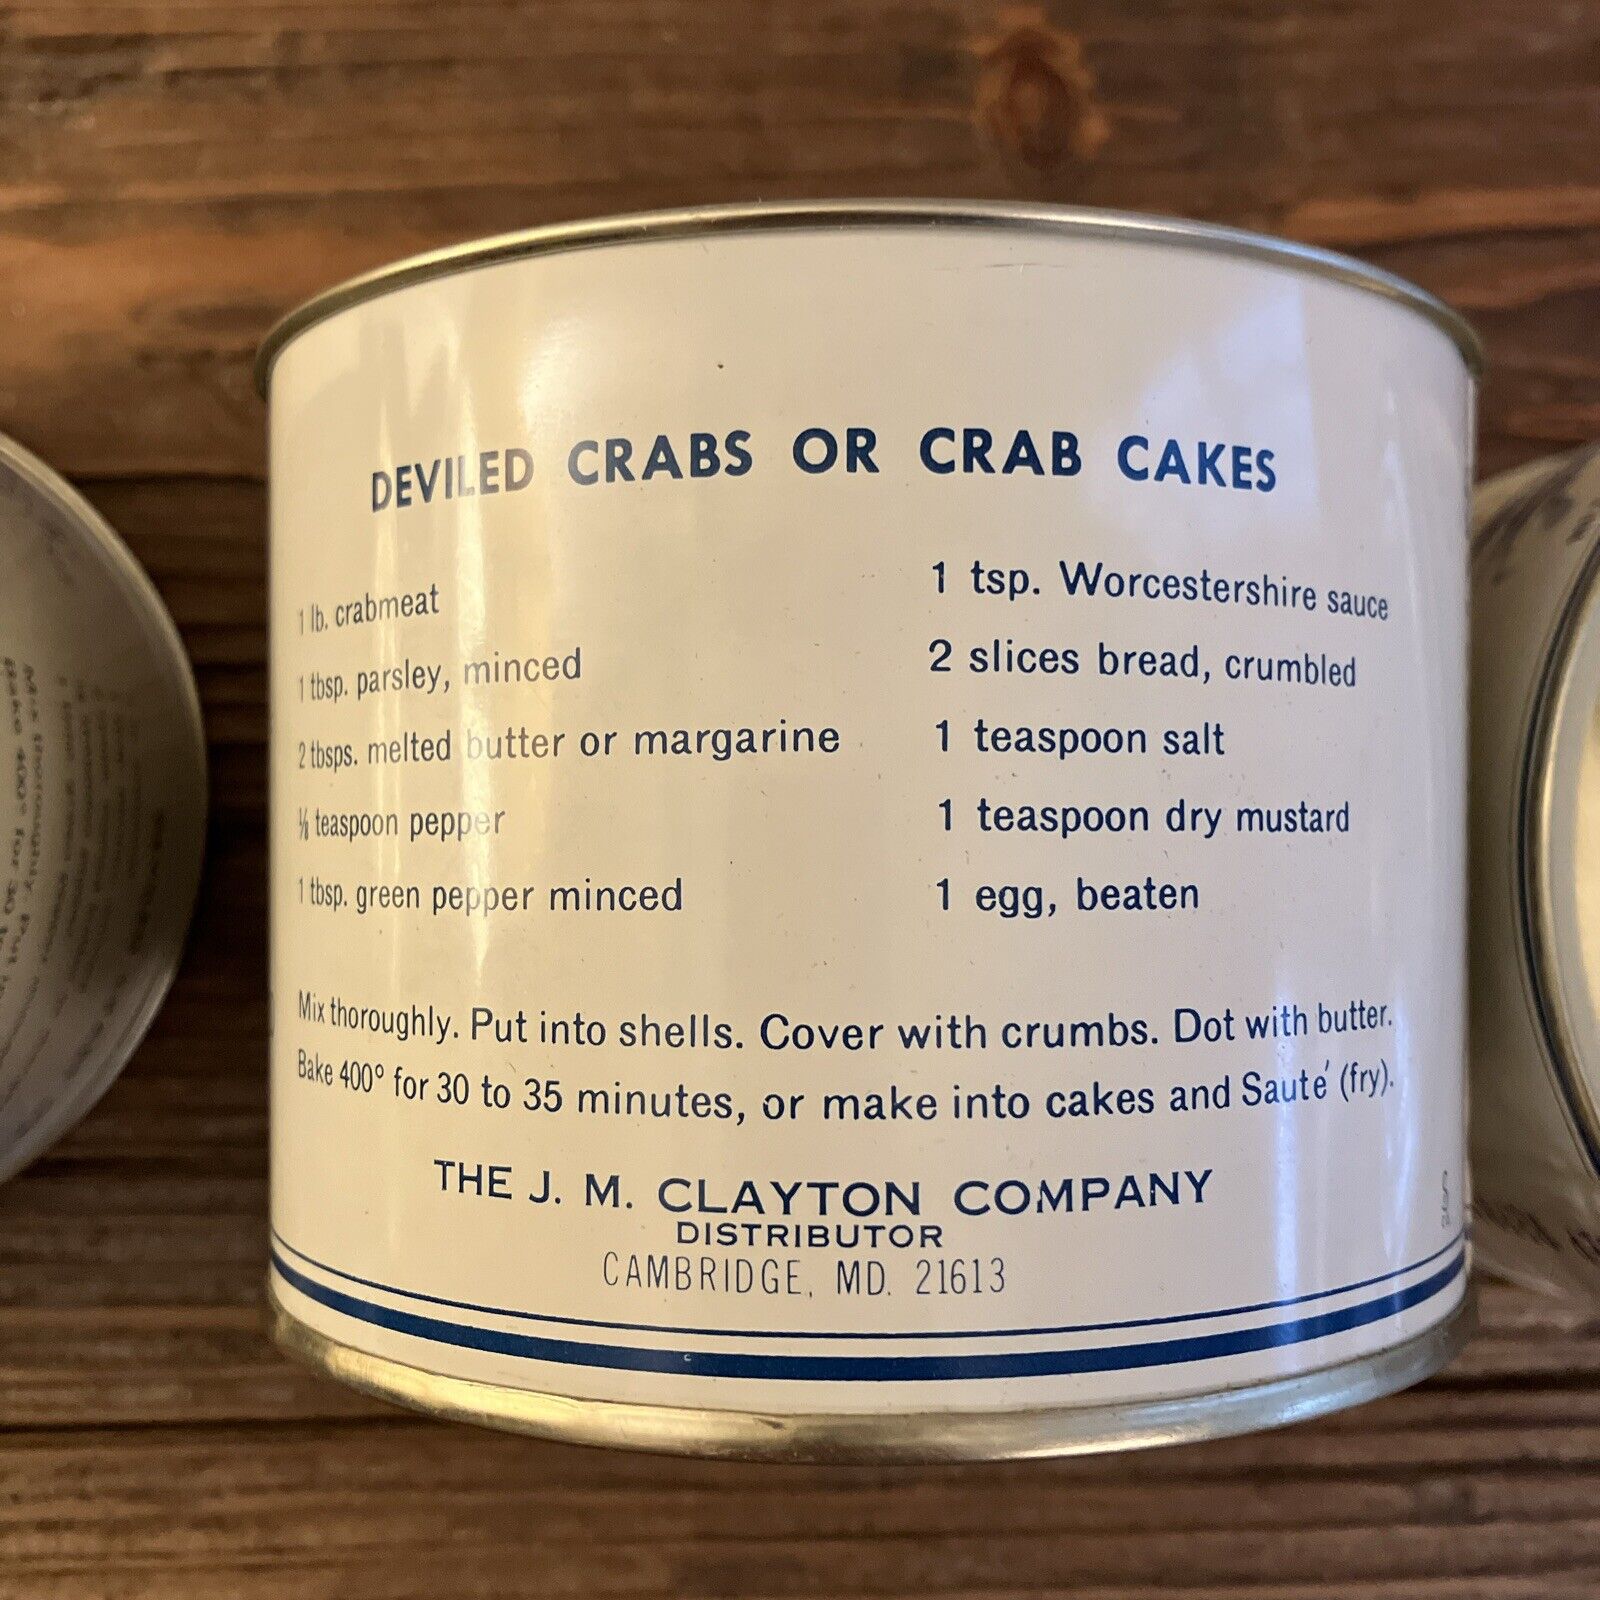 DEVILED CRABS OR CRAB CAKES
1 lb. crabmeat
1 tbsp. parsley, minced
2 tbsps. melted butter or margarine
⅛ teaspoon pepper
1 tbsp. green pepper minced
1 tsp. Worcestershire sauce
2 slices bread, crumbled
1 teaspoon salt
1 teaspoon dry mustard
1 egg, beaten
Mix thoroughly. Put into shells. Cover with crumbs. Dot with butter.
Bake 400° for 30 to 35 minutes, or make into cakes and Sauté (fry).
THE J. M. CLAYTON COMPANY
DISTRIBUTOR
CAMBRIDGE, MD. 21613